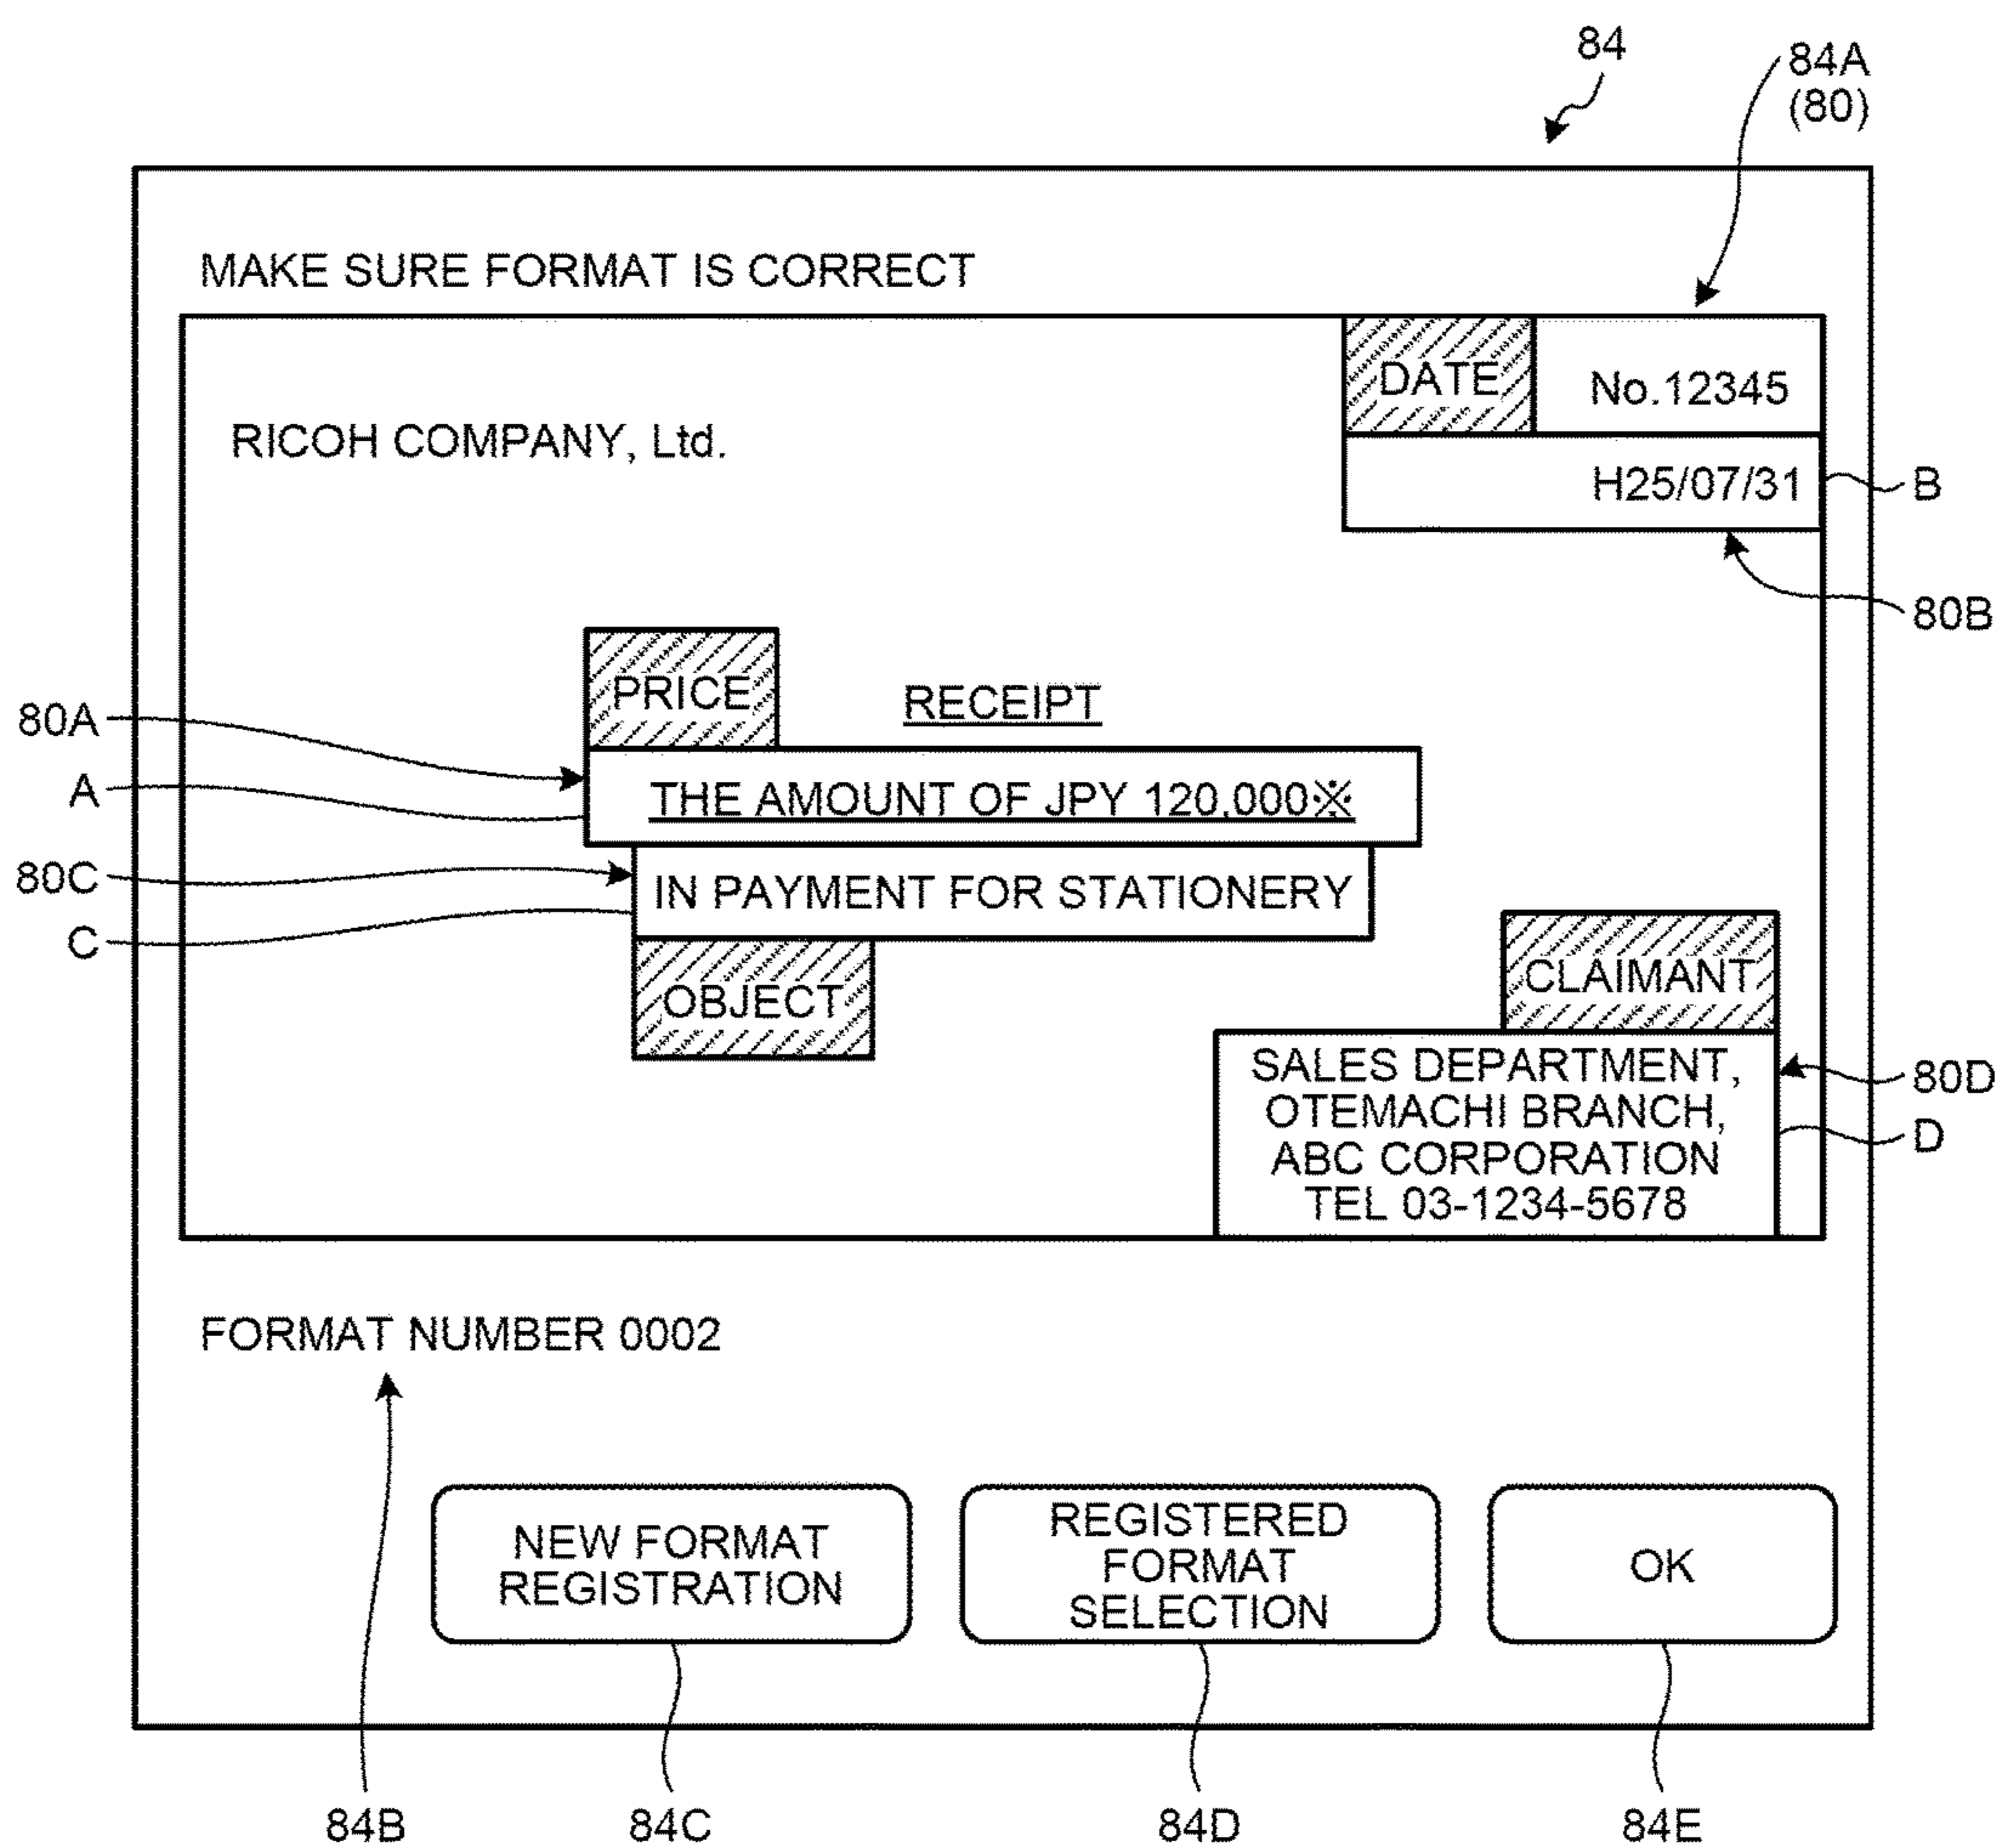 84
84A
(80)
MAKE SURE FORMAT IS CORRECT
DATE
No.12345
RICOH COMPANY, Ltd.
H25/07/31
B
80B
PRICE
RECEIPT
80A
A
THE AMOUNT OF JPY 120,000※
80C
IN PAYMENT FOR STATIONERY
C
OBJECT
CLAIMANT
SALES DEPARTMENT,
OTEMACHI BRANCH,
ABC CORPORATION
TEL 03-1234-5678
80D
D
FORMAT NUMBER 0002
NEW FORMAT
REGISTRATION
REGISTERED
FORMAT
SELECTION
OK
84B
84C
84D
84E